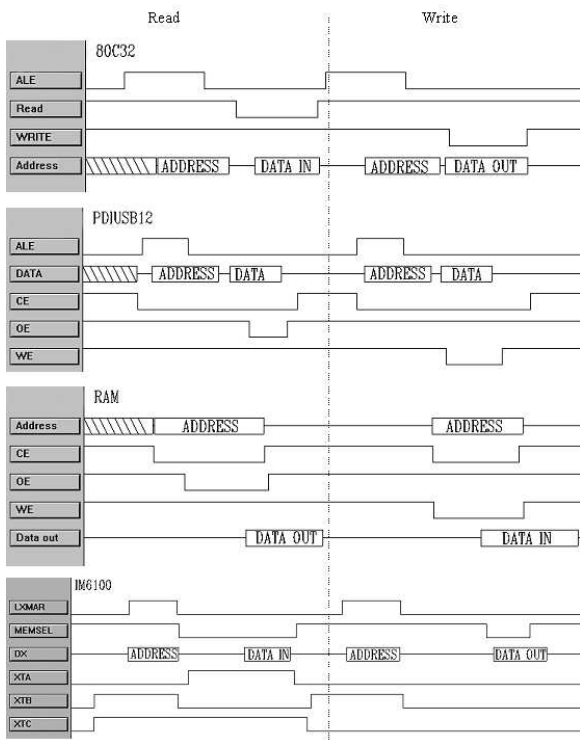 Read Write
80C32
ALE
Read
WRITE
Address ADDRESS DATA IN ADDRESS DATA OUT
PDIUSB12
ALE
DATA ADDRESS DATA ADDRESS DATA
CE
OE
WE
RAM
Address ADDRESS ADDRESS
CE
OE
WE
Data out DATA OUT DATA IN
IM6100
LXMAR
MEMSEL
DX ADDRESS DATA IN ADDRESS DATA OUT
XTA
XTB
XTC